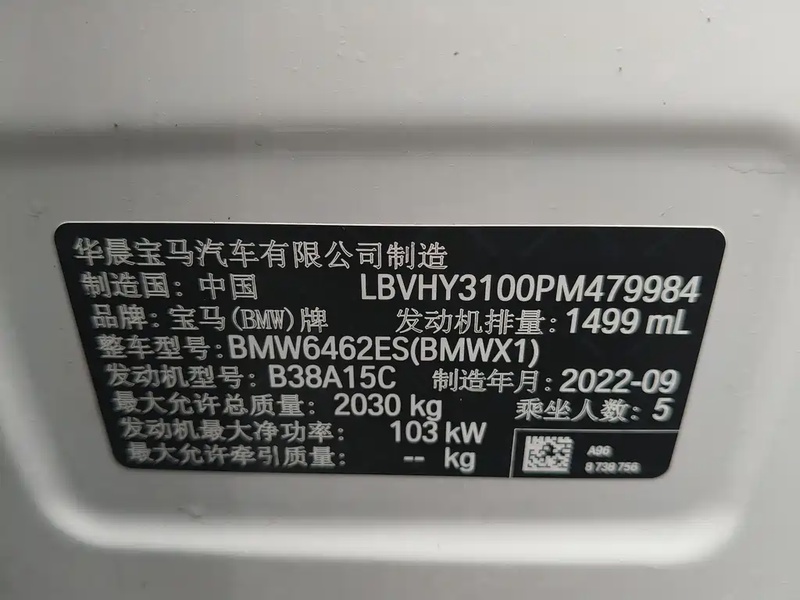 华晨宝马汽车有限公司制造
制造国: 中国 LBVHY3100PM479984
品牌: 宝马(BMW)牌 发动机排量: 1499 mL
整车型号: BMW6462ES(BMWX1)
发动机型号: B38A15C 制造年月: 2022-09
最大允许总质量: 2030 kg 乘坐人数: 5
发动机最大净功率: 103 kW
最大允许牵引质量: -- kg
A96
8 738 756